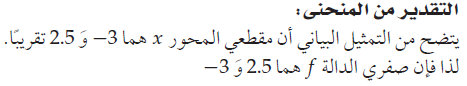 التقدير من المنحنى:
يتضح من التمثيل البياني أن مقطعي المحور x هما 3− وَ 2.5 تقريبًا.
لذا فإن صفري الدالة f هما 2.5 وَ 3−